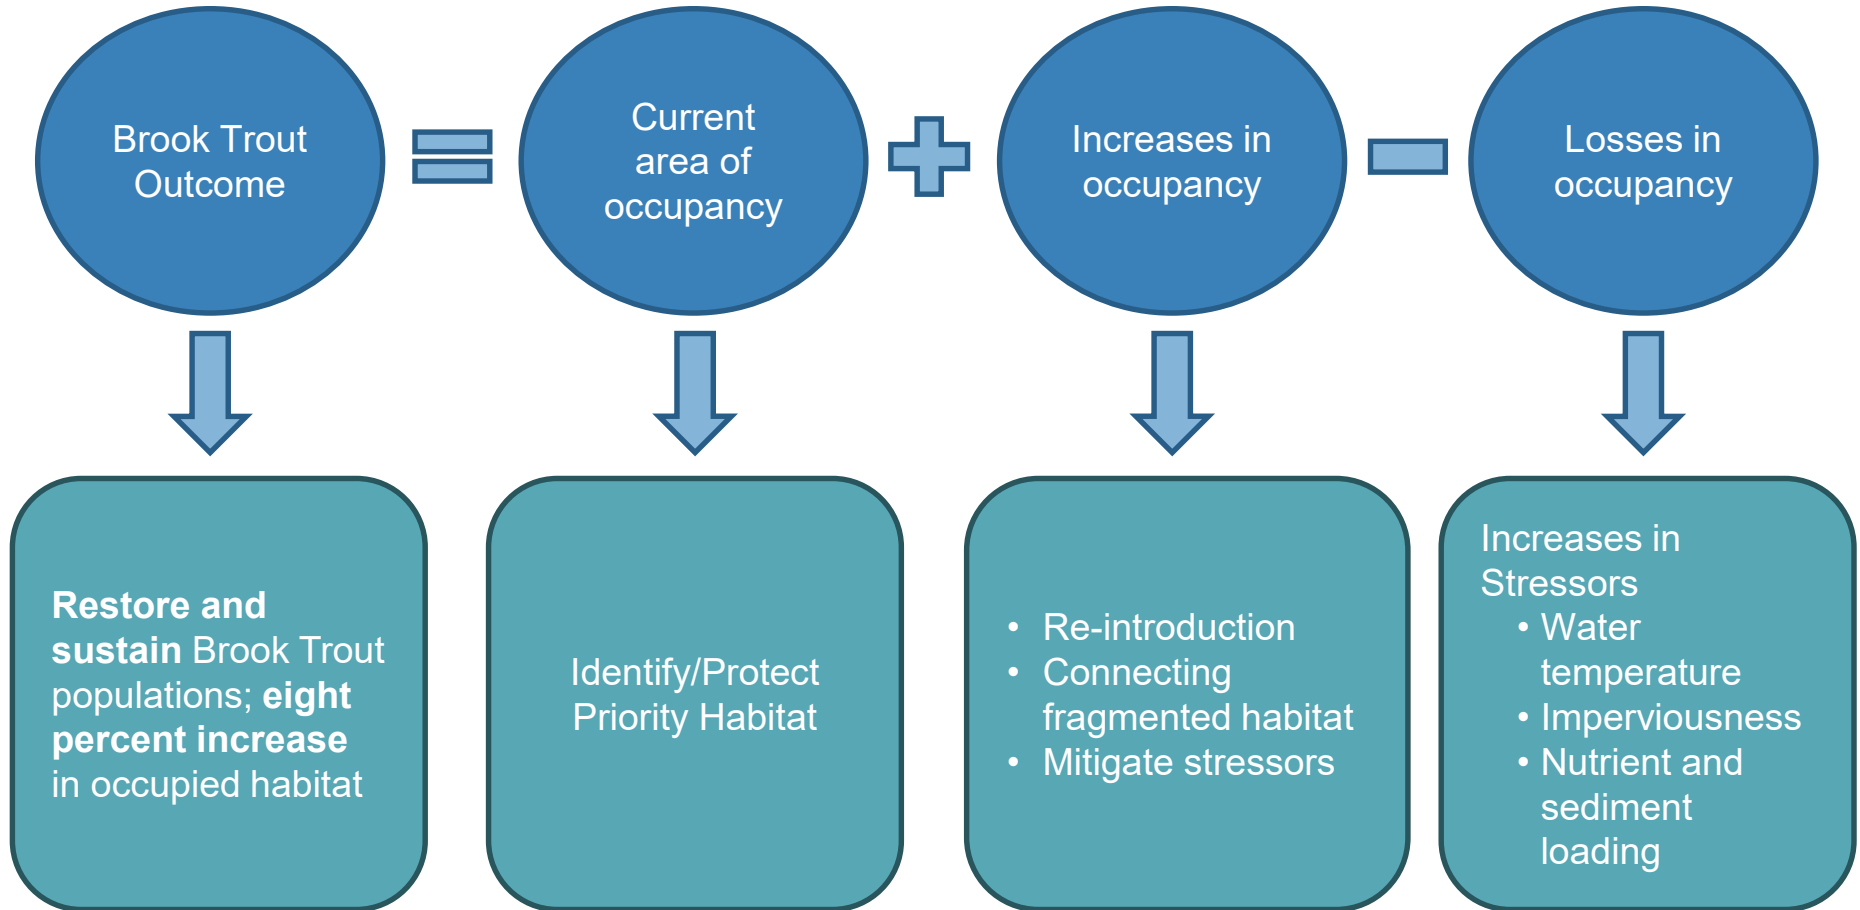 Brook Trout
Outcome
Current
area of
occupancy
Increases in
occupancy
Losses in
occupancy
Restore and
sustain Brook Trout
populations; eight
percent increase
in occupied habitat
Identify/Protect
Priority Habitat
• Re-introduction
• Connecting
fragmented habitat
• Mitigate stressors
Increases in
Stressors
• Water
temperature
• Imperviousness
• Nutrient and
sediment
loading